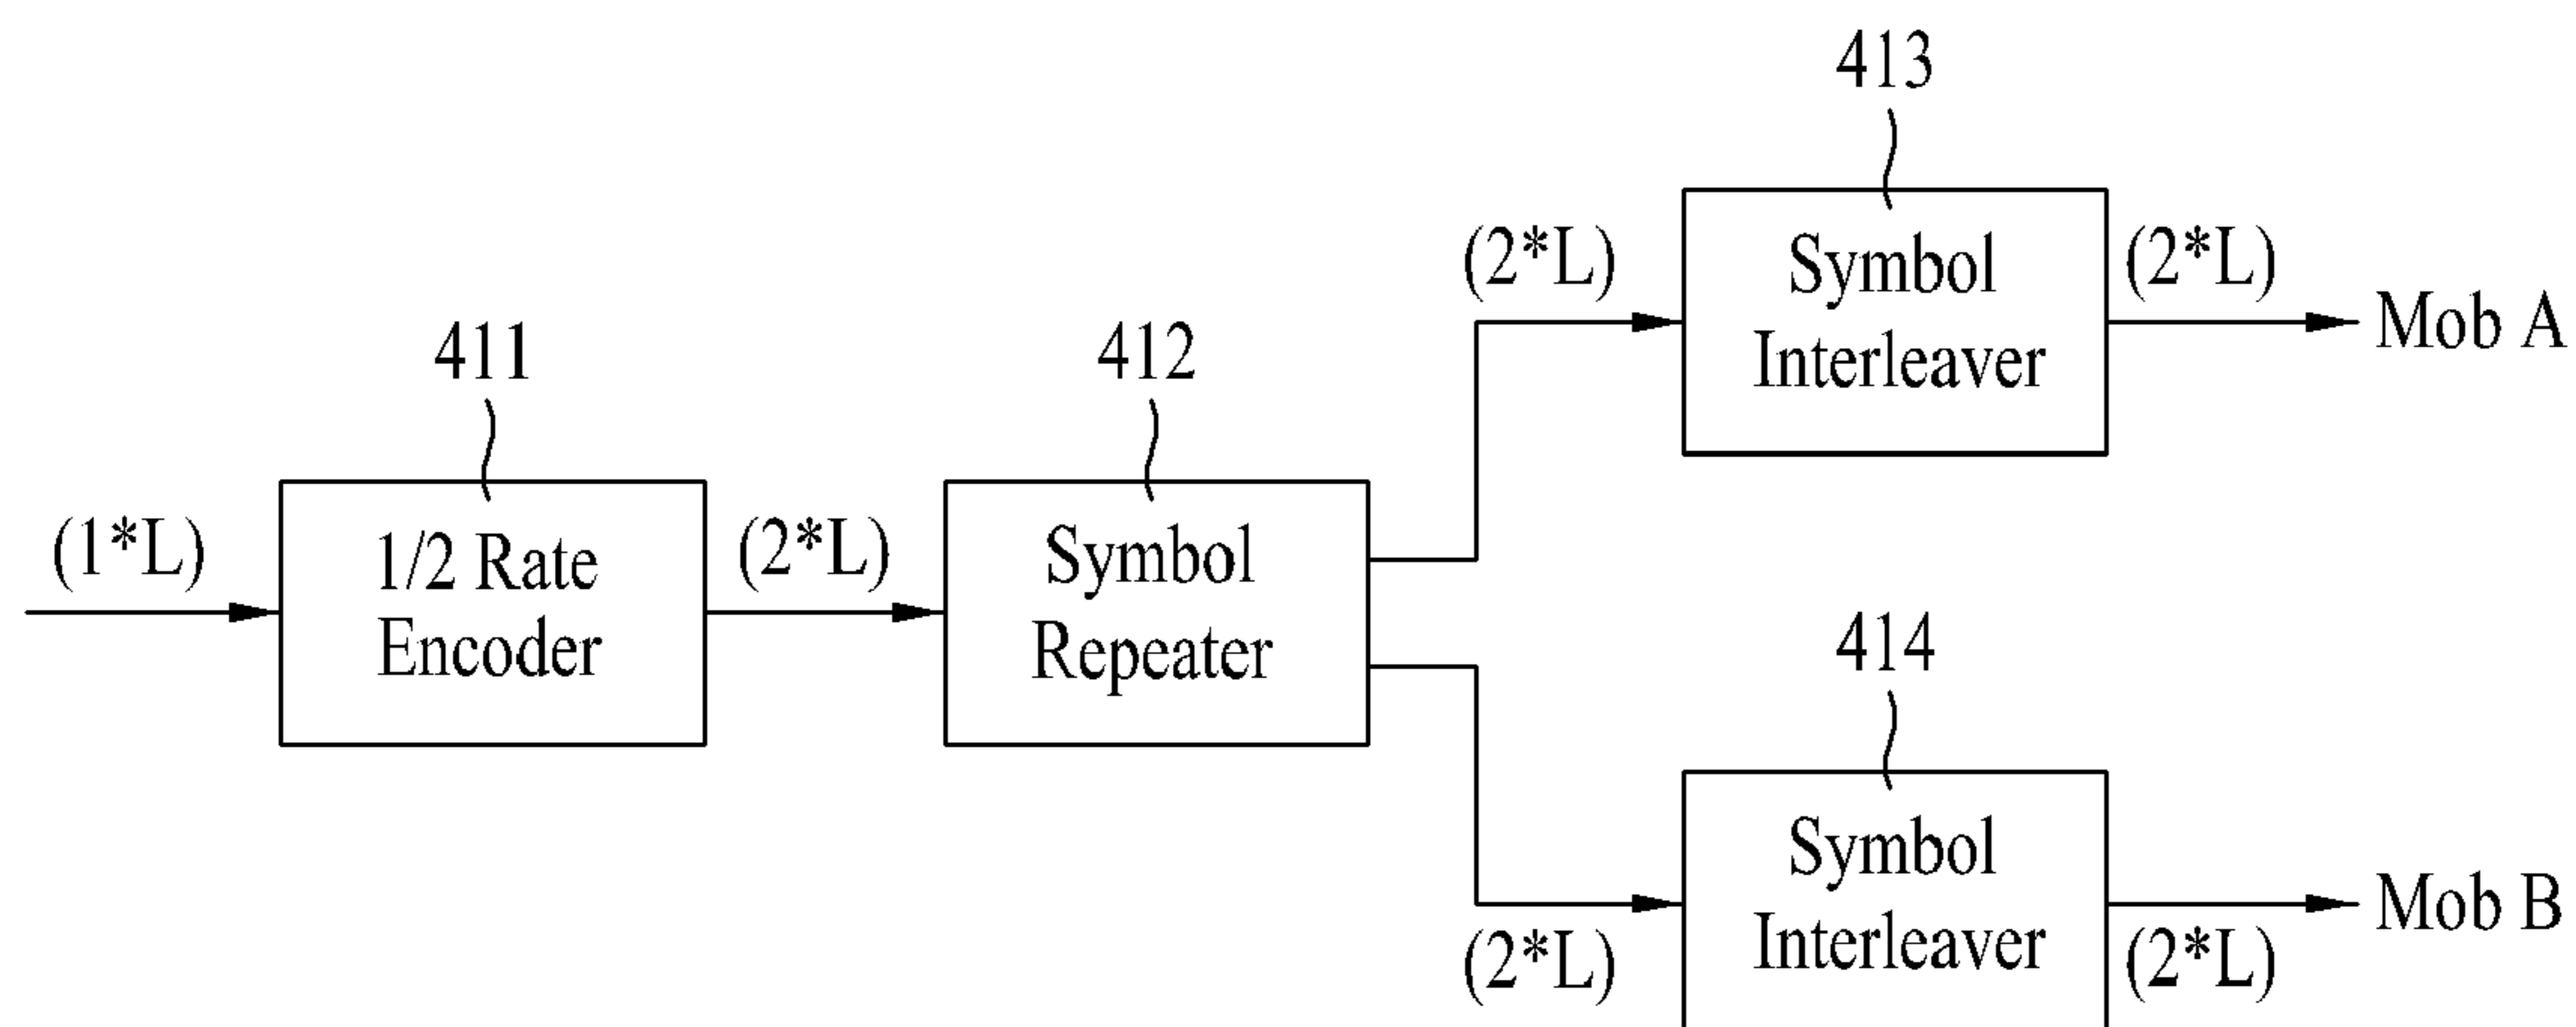 413
(2*L)
Symbol
Interleaver
(2*L)
Mob A
411
412
(1*L)
1/2 Rate
Encoder
(2*L)
Symbol
Repeater
414
(2*L)
Symbol
Interleaver
(2*L)
Mob B